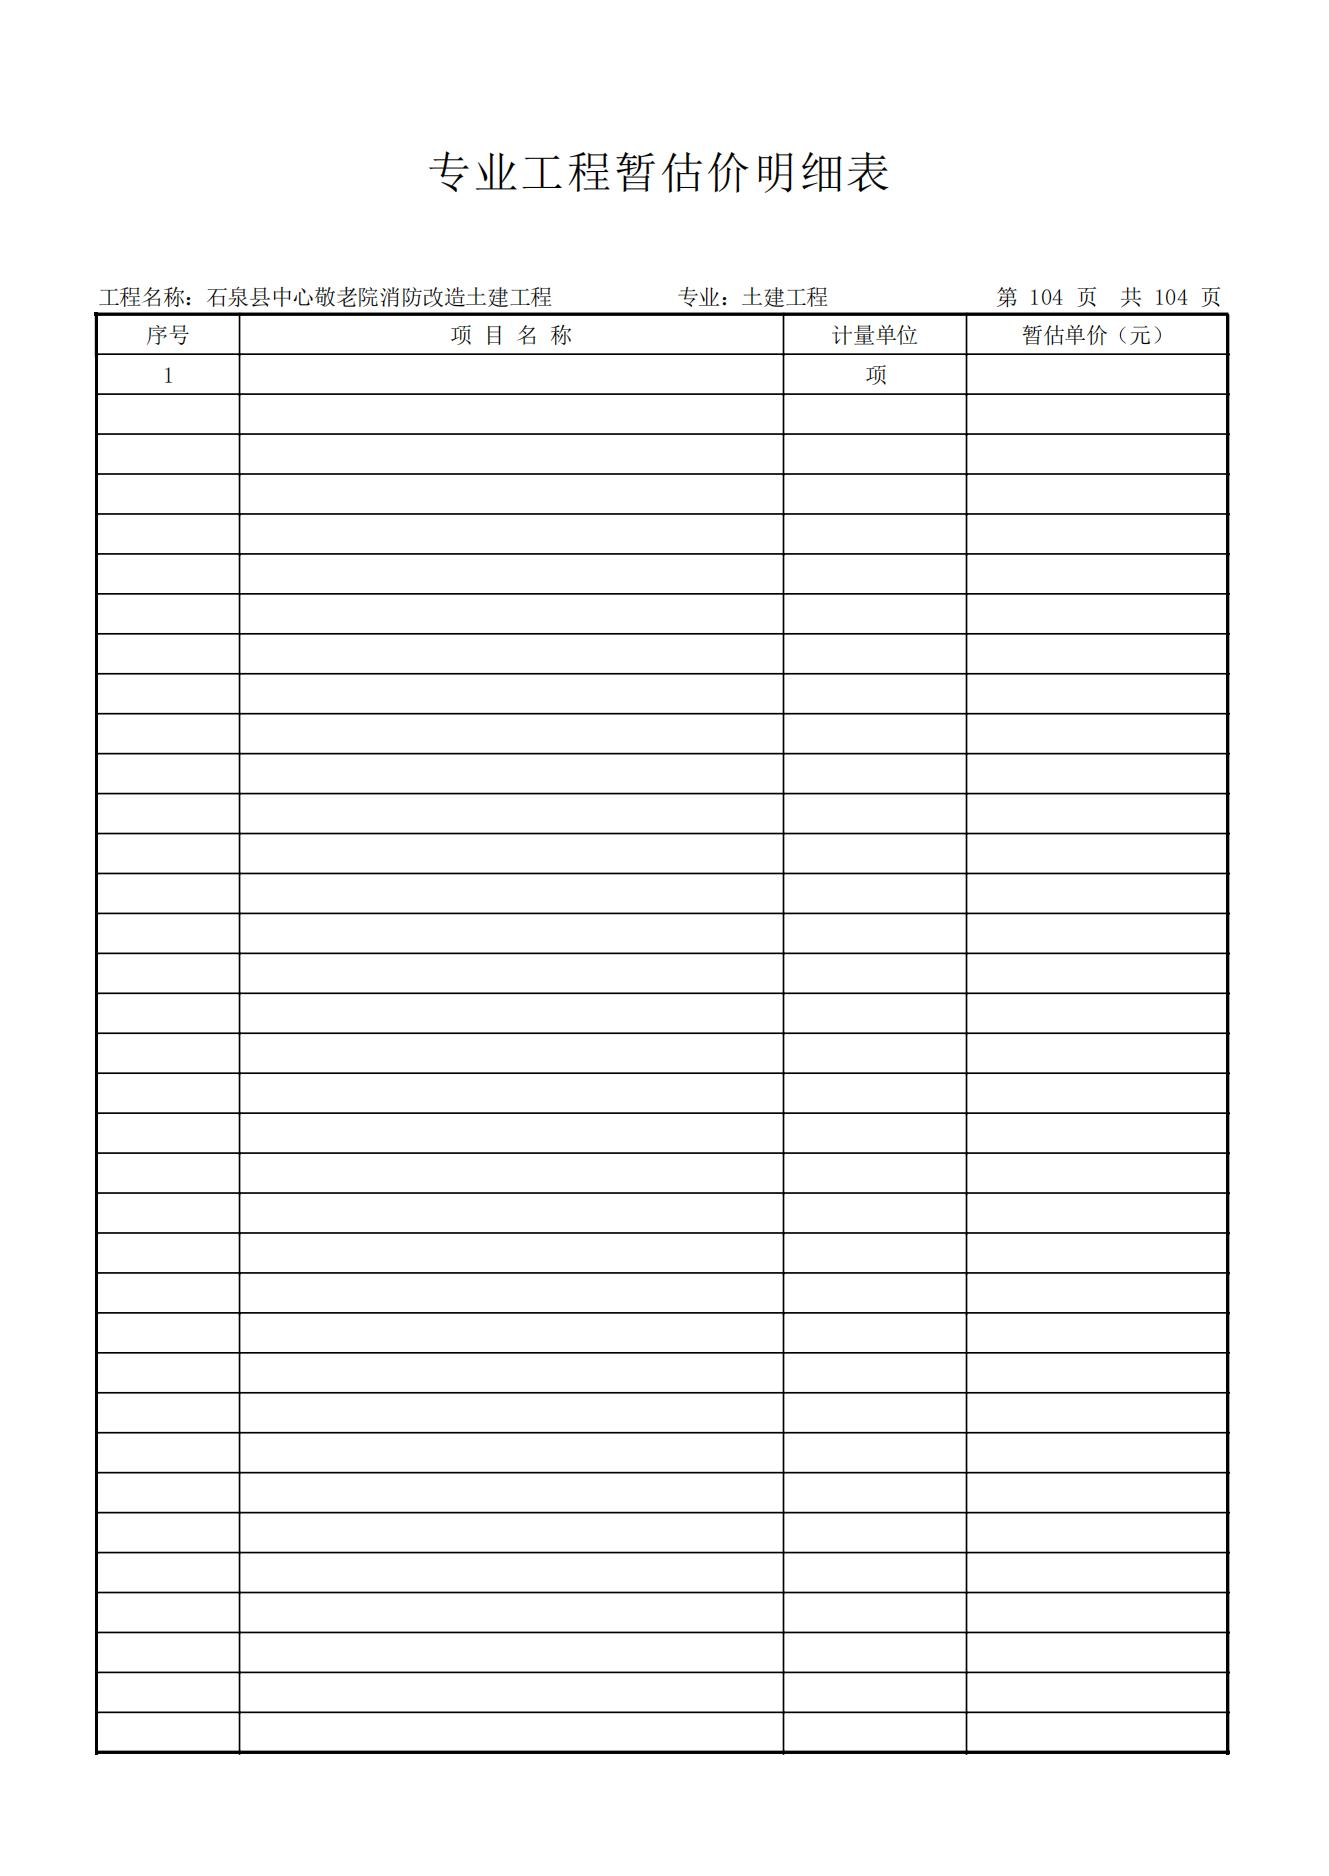 专业工程暂估价明细表
工程名称：石泉县中心敬老院消防改造土建工程 专业：土建工程 第 104 页 共 104 页
序号 项 目 名 称 计量单位 暂估单价（元）
1 项